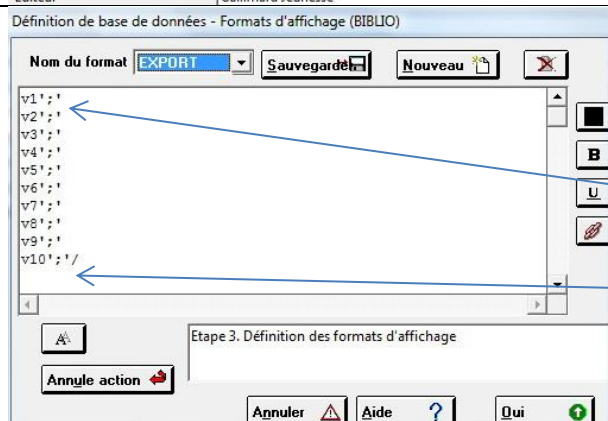 Définition de base de données - Formats d'affichage (BIBLIO)
Nom du format EXPORT Sauvegarder Nouveau
v1';'
v2';'
v3';'
v4';'
v5';'
v6';'
v7';'
v8';'
v9';'
v10';'/
B
U
Etape 3. Définition des formats d'affichage
A
Annule action
Annuler Aide ? Oui